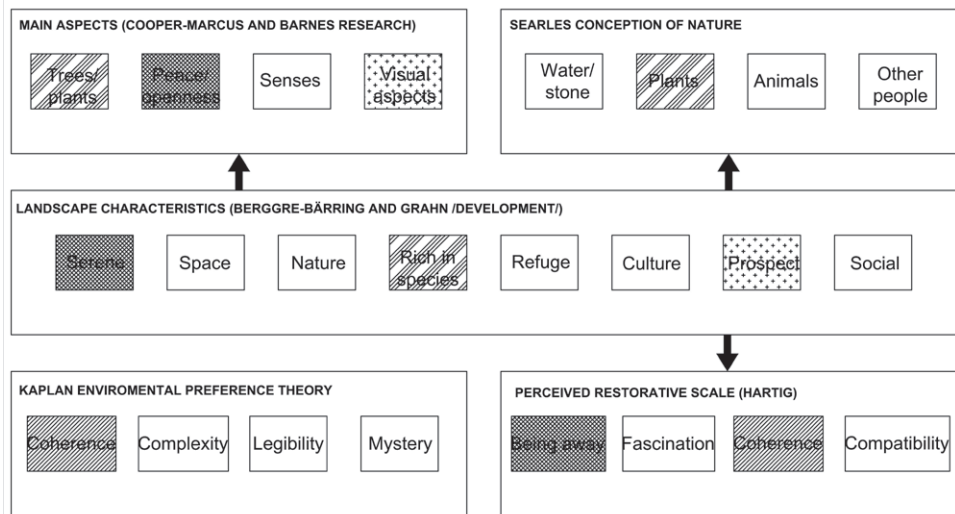 MAIN ASPECTS (COOPER-MARCUS AND BARNES RESEARCH)
Trees/
plants
Peace/
openness
Senses
Visual
aspects
SEARLES CONCEPTION OF NATURE
Water/
stone
Plants
Animals
Other
people
LANDSCAPE CHARACTERISTICS (BERGGRE-BÄRRING AND GRAHN /DEVELOPMENT/)
Serene
Space
Nature
Rich in
species
Refuge
Culture
Prospect
Social
KAPLAN ENVIROMENTAL PREFERENCE THEORY
Coherence
Complexity
Legibility
Mystery
PERCEIVED RESTORATIVE SCALE (HARTIG)
Being away
Fascination
Coherence
Compatibility